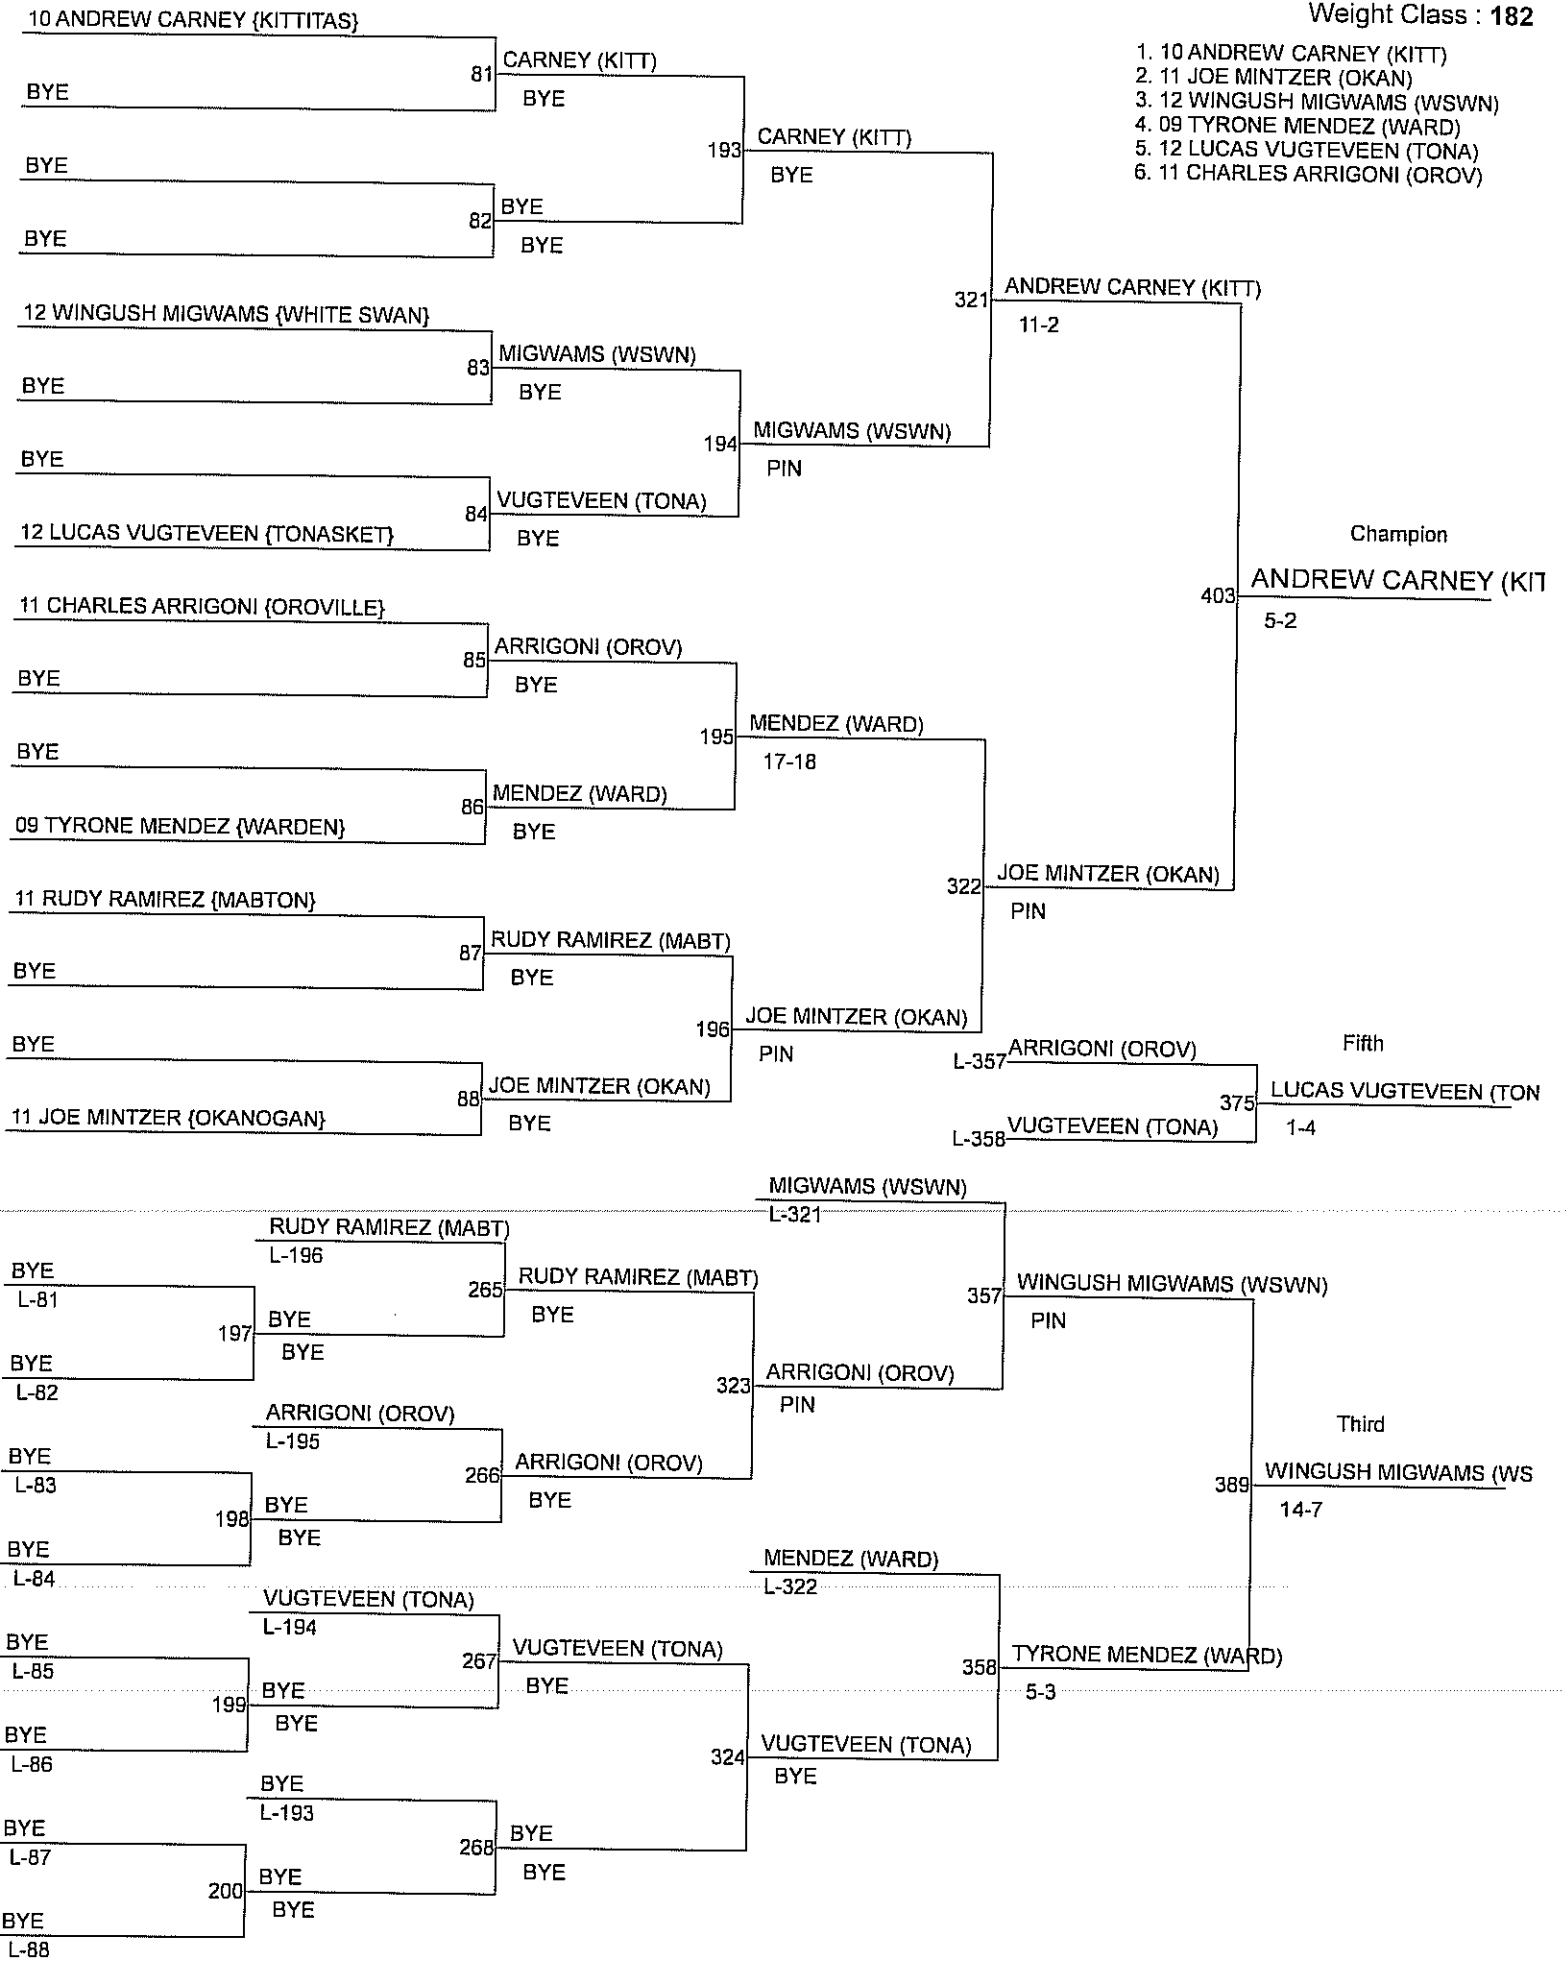 Weight Class : 182
1. 10 ANDREW CARNEY (KITT)
2. 11 JOE MINTZER (OKAN)
3. 12 WINGUSH MIGWAMS (WSWN)
4. 09 TYRONE MENDEZ (WARD)
5. 12 LUCAS VUGTEVEEN (TONA)
6. 11 CHARLES ARRIGONI (OROV)
10 ANDREW CARNEY {KITTITAS}
81 CARNEY (KITT)
BYE
BYE
193 CARNEY (KITT)
BYE
BYE
82 BYE
BYE
BYE
321 ANDREW CARNEY (KITT)
11-2
12 WINGUSH MIGWAMS {WHITE SWAN}
83 MIGWAMS (WSWN)
BYE
BYE
194 MIGWAMS (WSWN)
PIN
BYE
84 VUGTEVEEN (TONA)
BYE
12 LUCAS VUGTEVEEN {TONASKET}
Champion
403 ANDREW CARNEY (KIT
5-2
11 CHARLES ARRIGONI {OROVILLE}
85 ARRIGONI (OROV)
BYE
BYE
195 MENDEZ (WARD)
17-18
BYE
86 MENDEZ (WARD)
BYE
09 TYRONE MENDEZ {WARDEN}
322 JOE MINTZER (OKAN)
PIN
11 RUDY RAMIREZ {MABTON}
87 RUDY RAMIREZ (MABT)
BYE
BYE
196 JOE MINTZER (OKAN)
PIN
BYE
88 JOE MINTZER (OKAN)
BYE
11 JOE MINTZER {OKANOGAN}
Fifth
L-357 ARRIGONI (OROV)
375 LUCAS VUGTEVEEN (TON
1-4
L-358 VUGTEVEEN (TONA)
MIGWAMS (WSWN)
L-321
RUDY RAMIREZ (MABT)
L-196
265 RUDY RAMIREZ (MABT)
BYE
BYE
L-81
197 BYE
BYE
BYE
L-82
357 WINGUSH MIGWAMS (WSWN)
PIN
323 ARRIGONI (OROV)
PIN
ARRIGONI (OROV)
L-195
BYE
L-83
266 ARRIGONI (OROV)
BYE
198 BYE
BYE
BYE
L-84
Third
389 WINGUSH MIGWAMS (WS
14-7
MENDEZ (WARD)
L-322
VUGTEVEEN (TONA)
L-194
BYE
L-85
267 VUGTEVEEN (TONA)
BYE
358 TYRONE MENDEZ (WARD)
5-3
199 BYE
BYE
BYE
L-86
324 VUGTEVEEN (TONA)
BYE
BYE
L-193
BYE
L-87
268 BYE
BYE
200 BYE
BYE
BYE
L-88